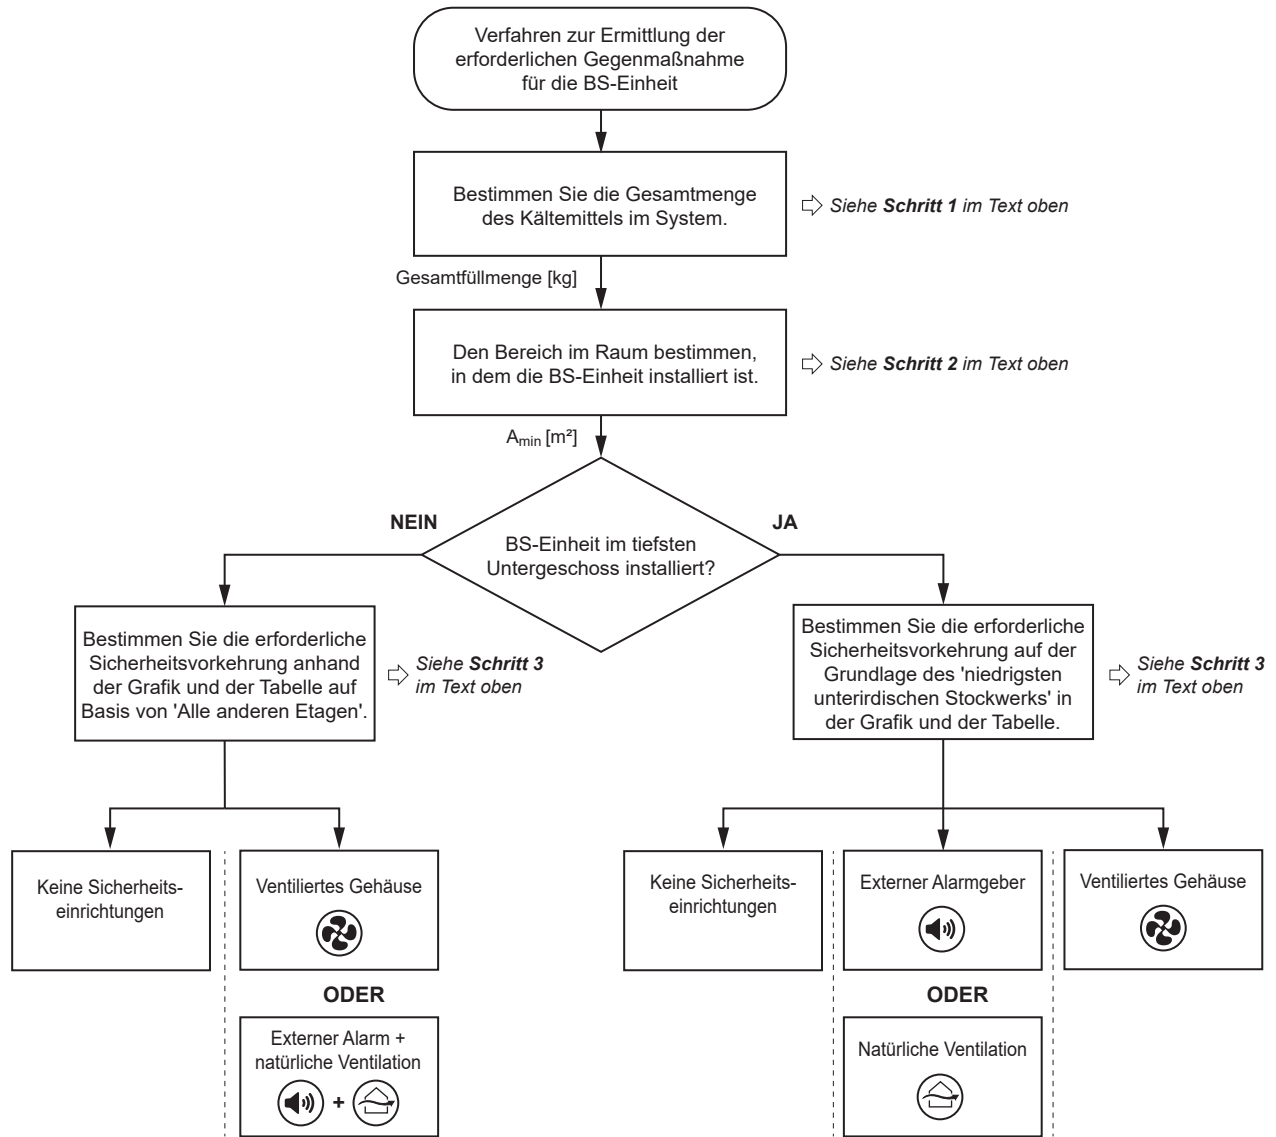 Verfahren zur Ermittlung der
erforderlichen Gegenmaßnahme
für die BS-Einheit
Bestimmen Sie die Gesamtmenge
des Kältemittels im System.
Siehe Schritt 1 im Text oben
Gesamtfüllmenge [kg]
Den Bereich im Raum bestimmen,
in dem die BS-Einheit installiert ist.
Siehe Schritt 2 im Text oben
Amin [m²]
NEIN
JA
BS-Einheit im tiefsten
Untergeschoss installiert?
Bestimmen Sie die erforderliche
Sicherheitsvorkehrung anhand
der Grafik und der Tabelle auf
Basis von 'Alle anderen Etagen'.
Siehe Schritt 3
im Text oben
Bestimmen Sie die erforderliche
Sicherheitsvorkehrung auf der
Grundlage des 'niedrigsten
unterirdischen Stockwerks' in
der Grafik und der Tabelle.
Siehe Schritt 3
im Text oben
Keine Sicherheits-
einrichtungen
Ventiliertes Gehäuse
ODER
Externer Alarm +
natürliche Ventilation
+
Keine Sicherheits-
einrichtungen
Externer Alarmgeber
ODER
Natürliche Ventilation
Ventiliertes Gehäuse